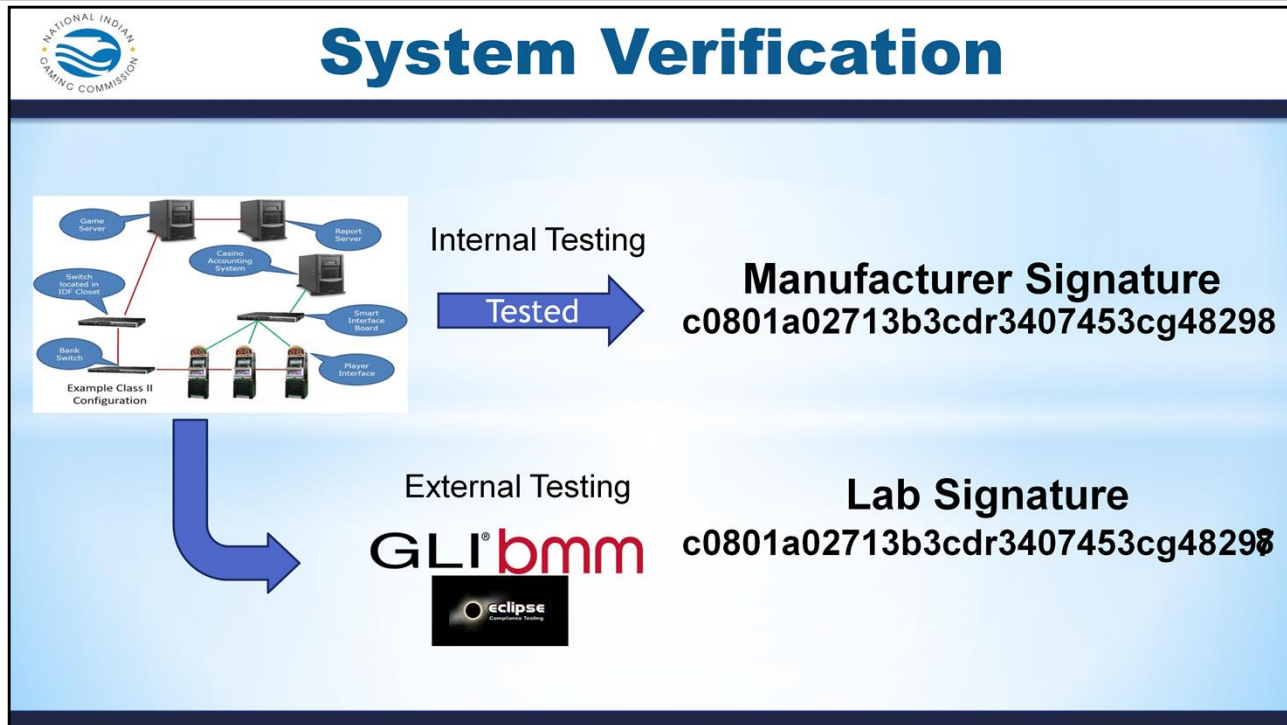 NATIONAL INDIAN
GAMING COMMISSION
System Verification
Game
Server
Report
Server
Casino
Accounting
System
Switch
located in
IDF Closet
Smart
Interface
Board
Bank
Switch
Player
Interface
Example Class II
Configuration
Internal Testing
Tested
Manufacturer Signature
c0801a02713b3cdr3407453cg48298
External Testing
GLI®
bmm
eclipse
Compliance Testing
Lab Signature